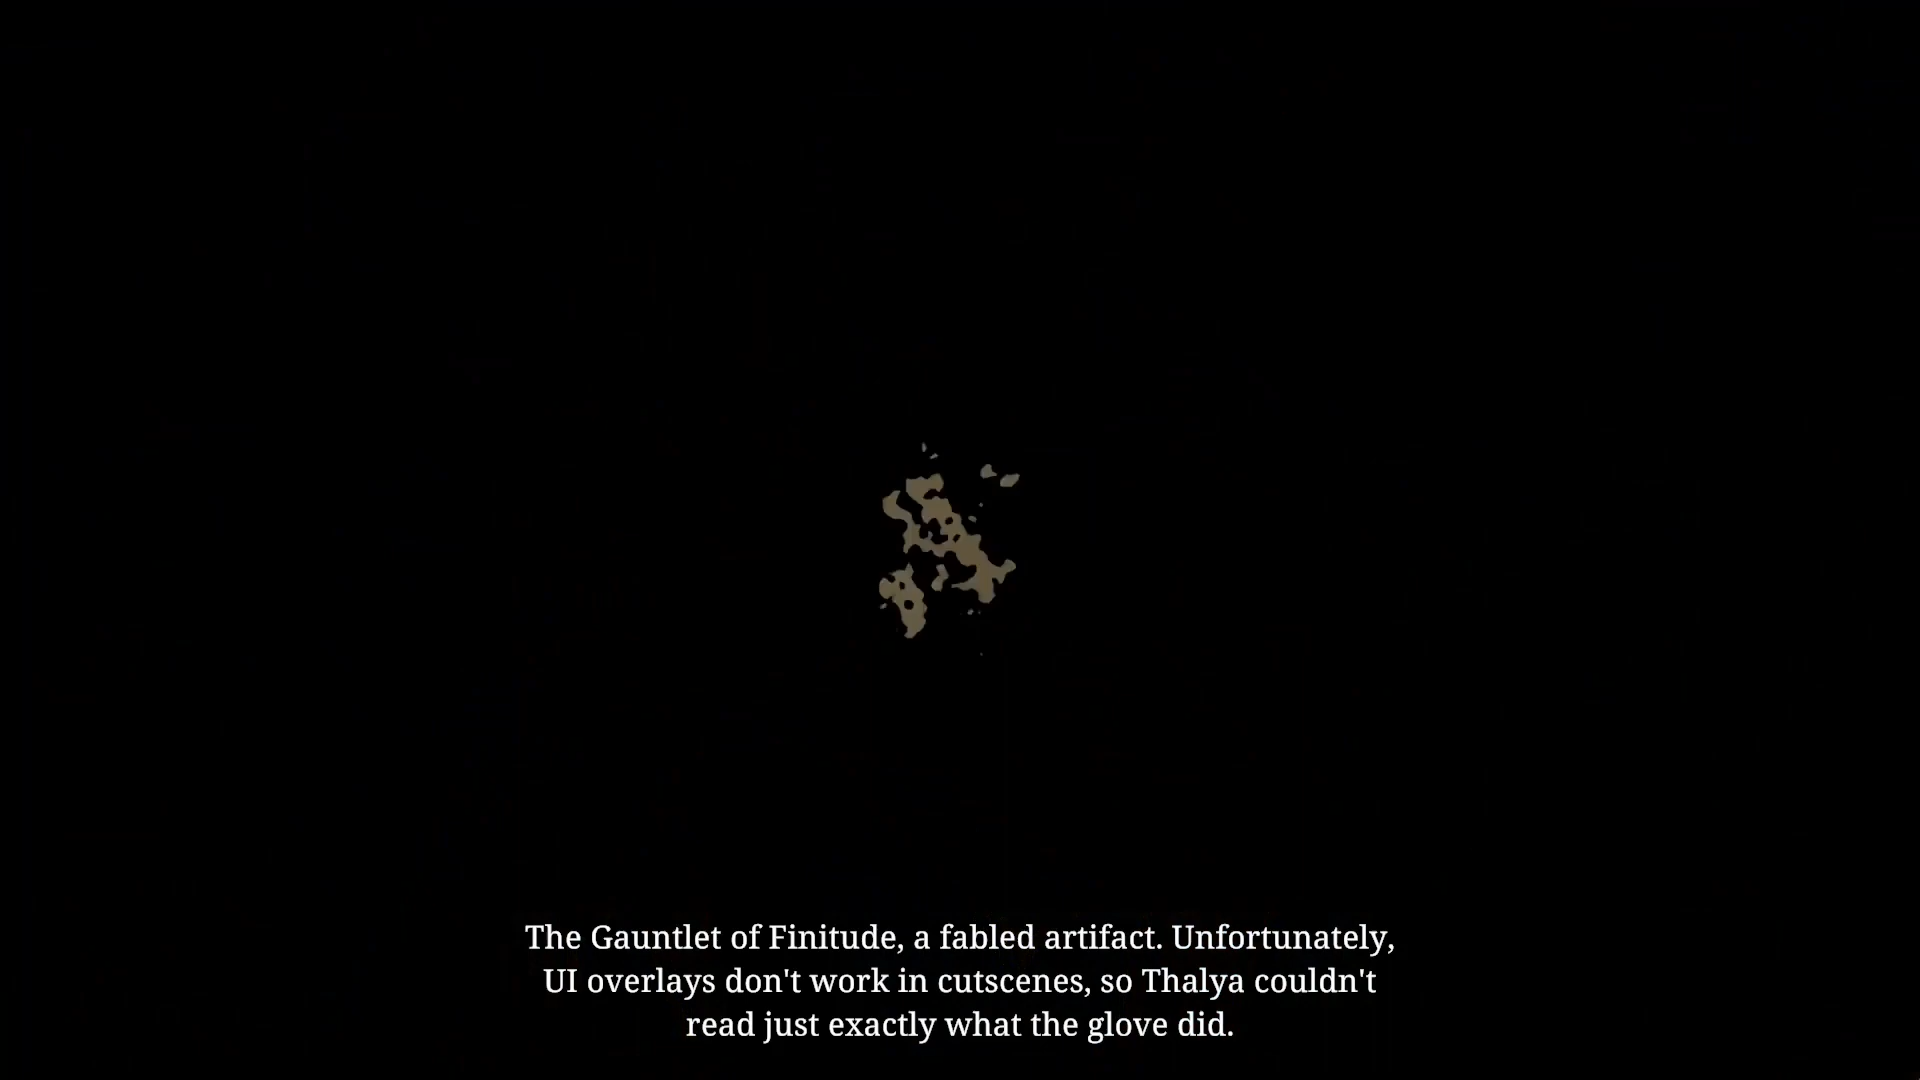 The Gauntlet of Finitude, a fabled artifact. Unfortunately,
UI overlays don't work in cutscenes, so Thalya couldn't
read just exactly what the glove did.